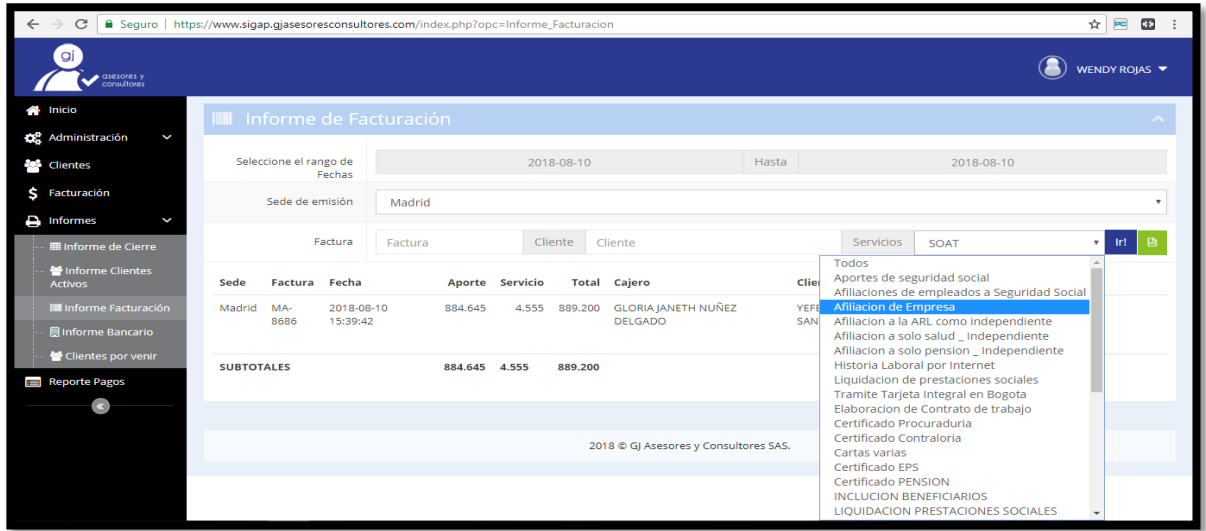 Seguro | https://www.sigap.gjasesoresconsultores.com/index.php?opc=Informe_Facturacion
gj
asesores y
consultores
WENDY ROJAS
Inicio
Administración
Clientes
Facturación
Informes
Informe de Cierre
Informe Clientes
Activos
Informe Facturación
Informe Bancario
Clientes por venir
Reporte Pagos
Informe de Facturación
Seleccione el rango de
Fechas
2018-08-10 Hasta 2018-08-10
Sede de emisión Madrid
Factura Factura Cliente Cliente Servicios SOAT Ir!
Sede Factura Fecha Aporte Servicio Total Cajero
Madrid MA- 2018-08-10 884.645 4.555 889.200 GLORIA JANETH NUÑEZ
8686 15:39:42 DELGADO
SUBTOTALES 884.645 4.555 889.200
Todos
Aportes de seguridad social
Afiliaciones de empleados a Seguridad Social
Afiliacion de Empresa
Afiliacion a la ARL como independiente
Afiliacion a solo salud _ Independiente
Afiliacion a solo pension _ Independiente
Historia Laboral por Internet
Liquidacion de prestaciones sociales
Tramite Tarjeta Integral en Bogota
Elaboracion de Contrato de trabajo
Certificado Procuraduria
Certificado Contraloria
Cartas varias
Certificado EPS
Certificado PENSION
INCLUCION BENEFICIARIOS
LIQUIDACION PRESTACIONES SOCIALES
2018 © GJ Asesores y Consultores SAS.